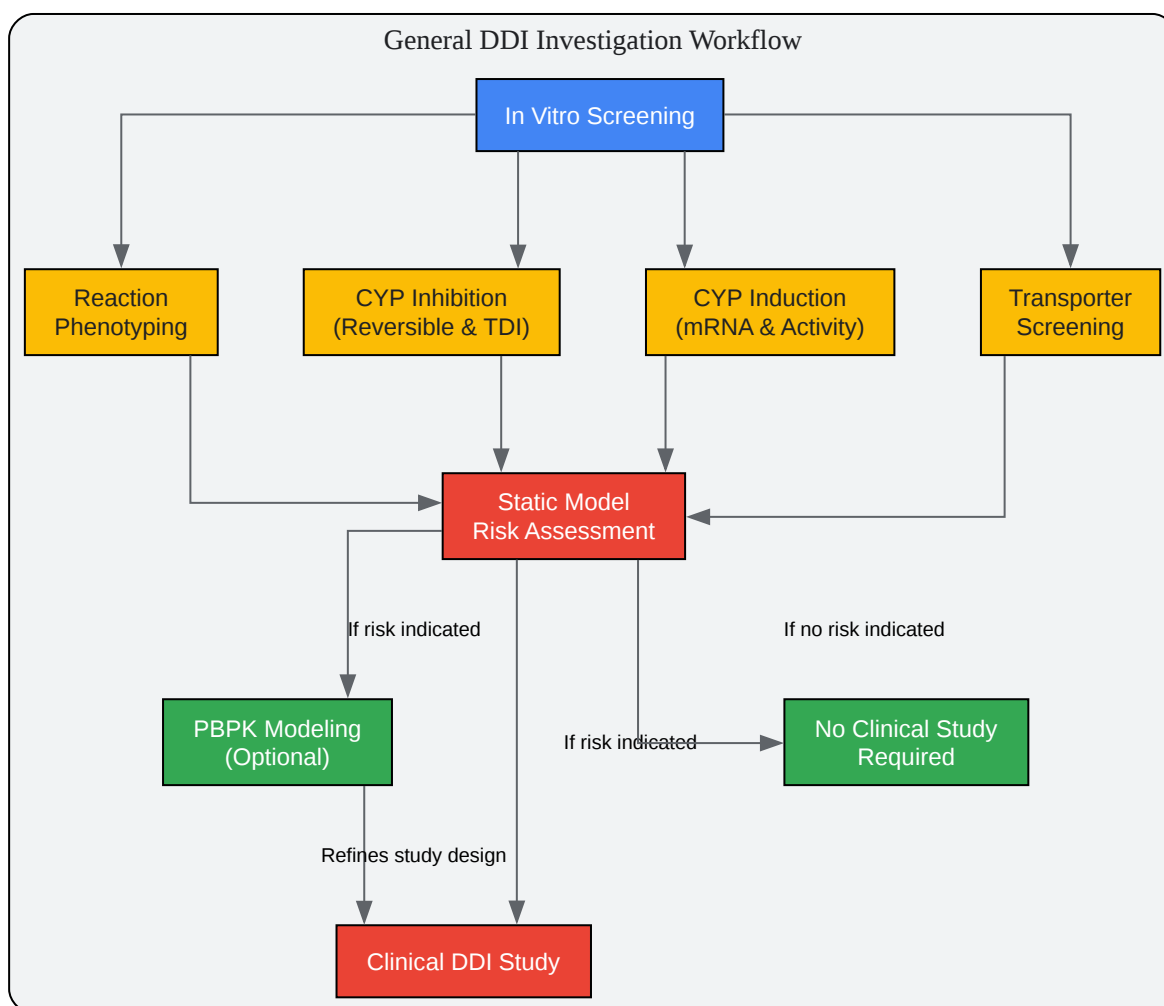 General DDI Investigation Workflow
In Vitro Screening
Reaction
Phenotyping
CYP Inhibition
(Reversible & TDI)
CYP Induction
(mRNA & Activity)
Transporter
Screening
Static Model
Risk Assessment
If risk indicated
If no risk indicated
PBPK Modeling
(Optional)
If risk indicated
No Clinical Study
Required
Refines study design
Clinical DDI Study